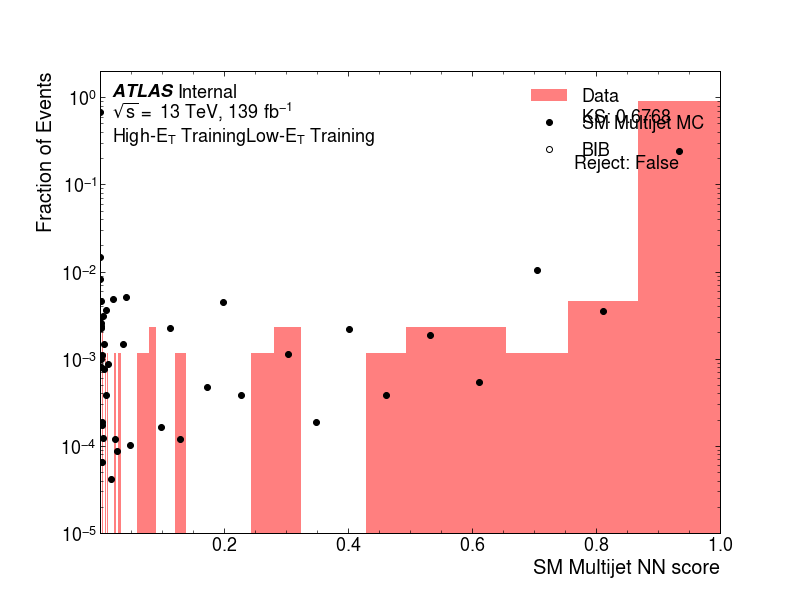 ATLAS Internal
√s = 13 TeV, 139 fb⁻¹
High-E_T TrainingLow-E_T Training
Data
KS: 0.6768
SM Multijet MC
BIB
Reject: False
Fraction of Events
10⁰
10⁻¹
10⁻²
10⁻³
10⁻⁴
10⁻⁵
0.2 0.4 0.6 0.8 1.0
SM Multijet NN score